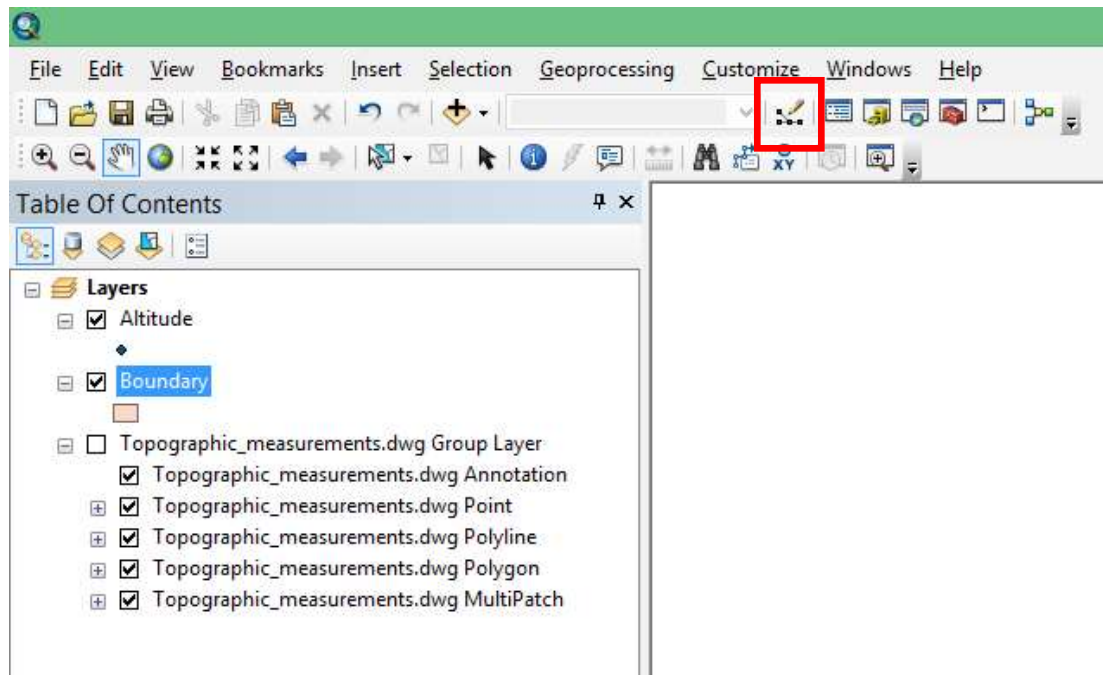 File Edit View Bookmarks Insert Selection Geoprocessing Customize Windows Help
XY
Table Of Contents
Layers
Altitude
Boundary
Topographic_measurements.dwg Group Layer
Topographic_measurements.dwg Annotation
Topographic_measurements.dwg Point
Topographic_measurements.dwg Polyline
Topographic_measurements.dwg Polygon
Topographic_measurements.dwg MultiPatch